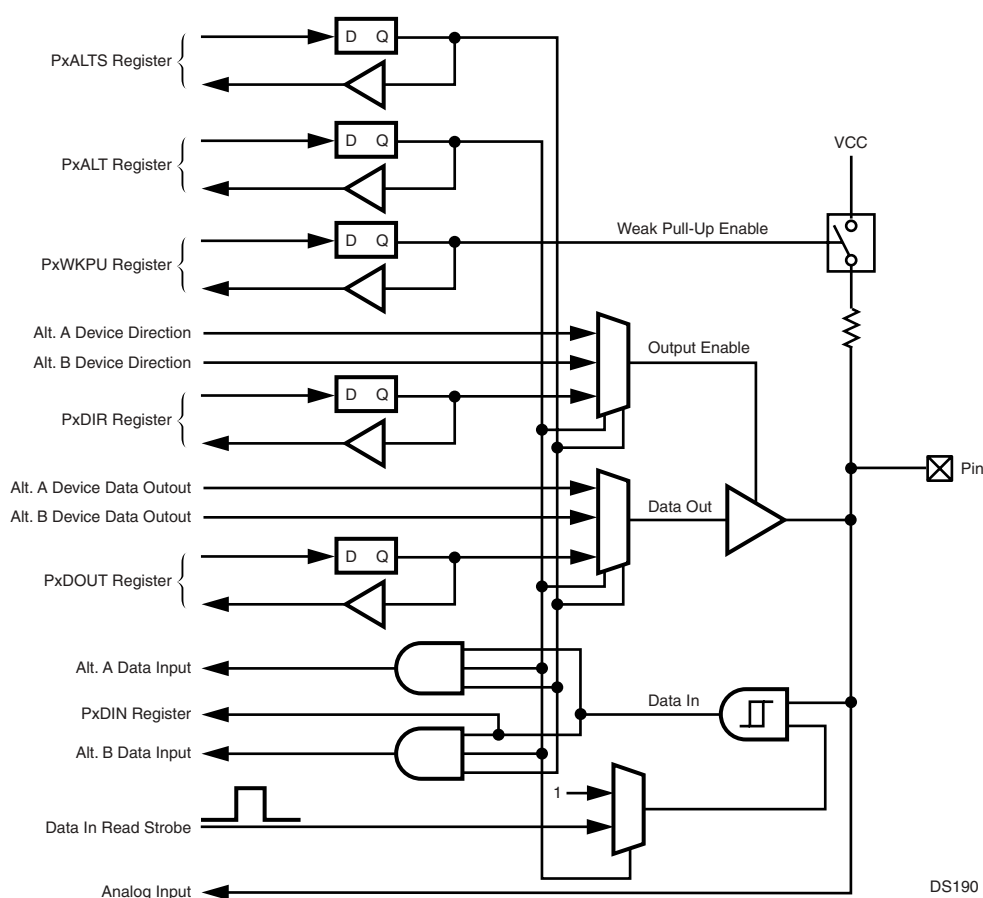 D Q
PxALTS Register
D Q
PxALT Register
VCC
D Q
Weak Pull-Up Enable
PxWKPU Register
Alt. A Device Direction
Output Enable
Alt. B Device Direction
D Q
PxDIR Register
Pin
Alt. A Device Data Outout
Data Out
Alt. B Device Data Outout
D Q
PxDOUT Register
Alt. A Data Input
Data In
PxDIN Register
Alt. B Data Input
1
Data In Read Strobe
Analog Input
DS190